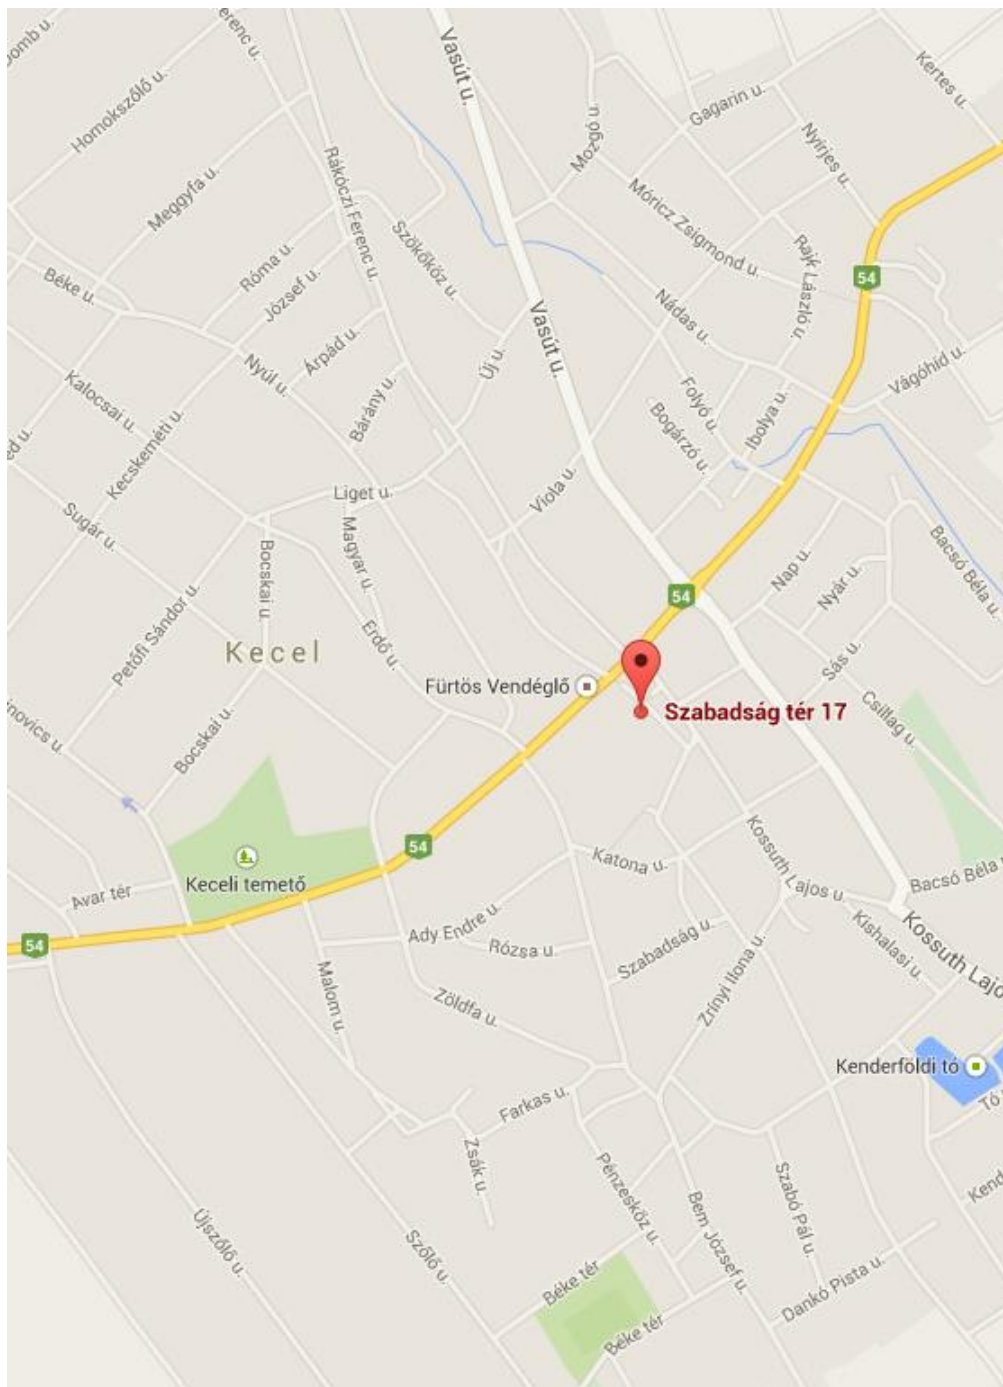 Ferenc u.
Vasút u.
Kertes u.
Homokszőlő u.
Gagarin u.
Mozgó u.
Nyírjes u.
Rákóczi Ferenc u.
Meggyfa u.
Móricz Zsigmond u.
Szökőköz u.
Róma u.
Rajk László u.
54
Béke u.
József u.
Nádas u.
Vasút u.
Árpád u.
Új u.
Nyúl u.
Vágóhíd u.
Kalocsai u.
Bárány u.
Folyó u.
Ibolya u.
Bogárzó u.
Kecskeméti u.
Liget u.
Viola u.
Sugár u.
Magyar u.
Bocskai u.
Bacsó Béla u.
Nap u.
Nyár u.
54
Petőfi Sándor u.
Erdő u.
Kecel
Sás u.
Fürtös Vendéglő
Szabadság tér 17
Csillag u.
Bocskai u.
54
Kossuth Lajos u.
Katona u.
Keceli temető
Bacsó Béla
Avar tér
Ady Endre u.
Rózsa u.
Szabadság u.
Kishalasi u.
Kossuth Lajo
54
Malom u.
Zrínyi Ilona u.
Zöldfa u.
Kenderföldi tó
Farkas u.
Tó
Zsák u.
Pénzesköz u.
Szabó Pál u.
Kend
Újszőlő u.
Szőlő u.
Bem József u.
Béke tér
Dankó Pista u.
Béke tér